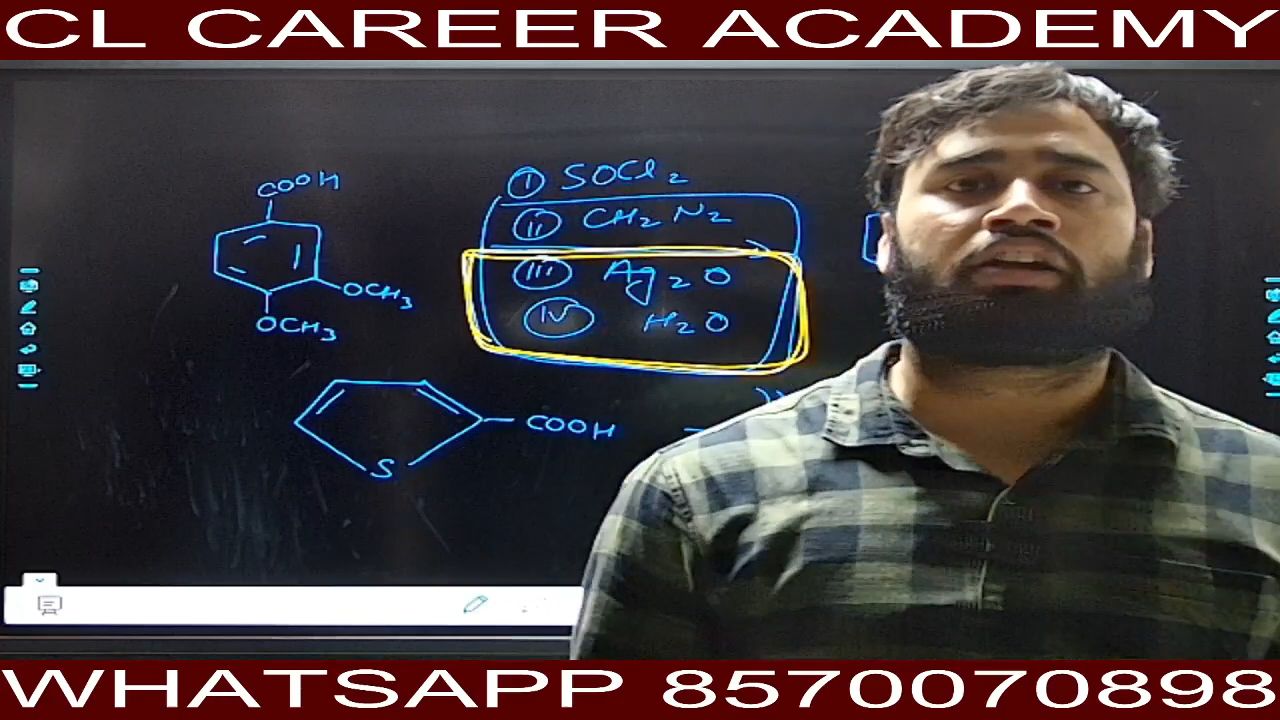 CL CAREER ACADEMY
COOH
OCH3
OCH3
(i) SOCl2
(ii) CH2N2
(iii) Ag2O
(iv) H2O
COOH
S
WHATSAPP 8570070898